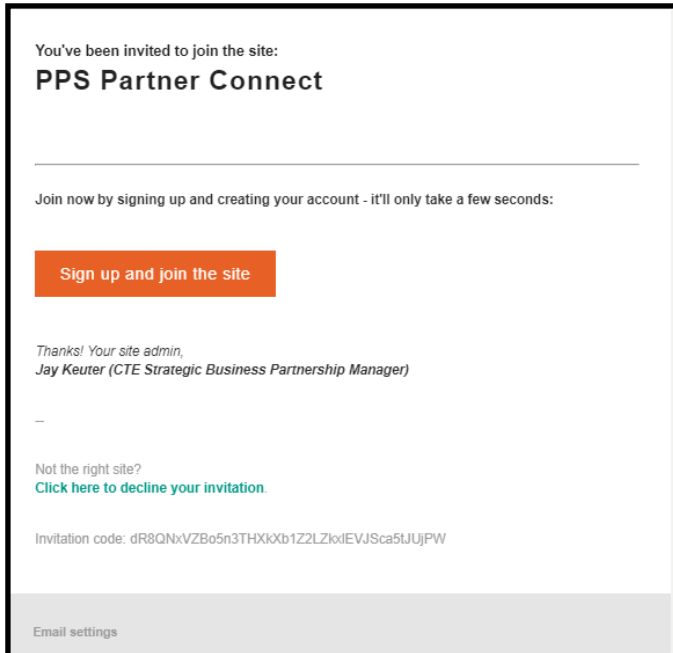 You've been invited to join the site:
PPS Partner Connect
Join now by signing up and creating your account - it'll only take a few seconds:
Sign up and join the site
Thanks! Your site admin,
Jay Keuter (CTE Strategic Business Partnership Manager)
--
Not the right site?
Click here to decline your invitation.
Invitation code: dR8QNxVZBo5n3THXkXb1Z2LZkxlEVJSca5tJUjPW
Email settings